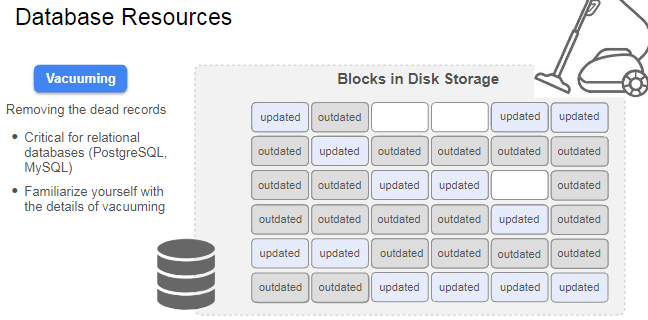 Database Resources
Vacuuming
Removing the dead records
• Critical for relational
databases (PostgreSQL,
MySQL)
• Familiarize yourself with
the details of vacuuming
Blocks in Disk Storage
updated outdated updated updated
outdated updated outdated outdated outdated outdated
outdated outdated updated updated outdated
outdated outdated outdated outdated updated outdated
updated updated outdated outdated outdated outdated
outdated outdated updated updated updated updated